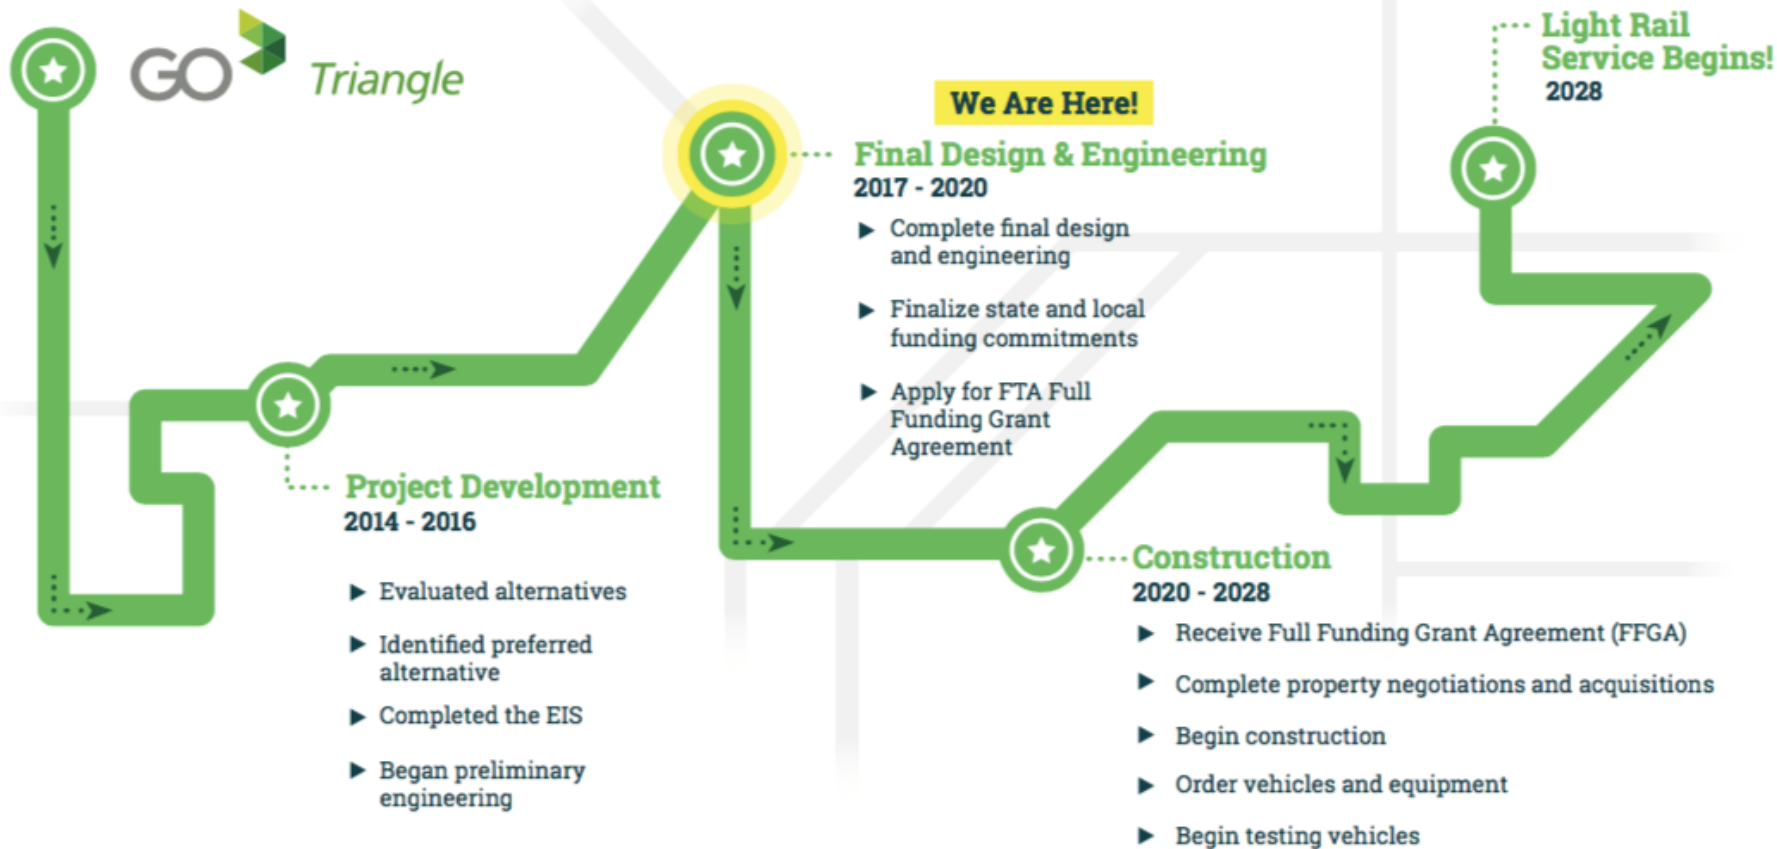 GO
Triangle
We Are Here!
Final Design & Engineering
2017 - 2020
▶ Complete final design
and engineering
▶ Finalize state and local
funding commitments
▶ Apply for FTA Full
Funding Grant
Agreement
Light Rail
Service Begins!
2028
Project Development
2014 - 2016
▶ Evaluated alternatives
▶ Identified preferred
alternative
▶ Completed the EIS
▶ Began preliminary
engineering
Construction
2020 - 2028
▶ Receive Full Funding Grant Agreement (FFGA)
▶ Complete property negotiations and acquisitions
▶ Begin construction
▶ Order vehicles and equipment
▶ Begin testing vehicles